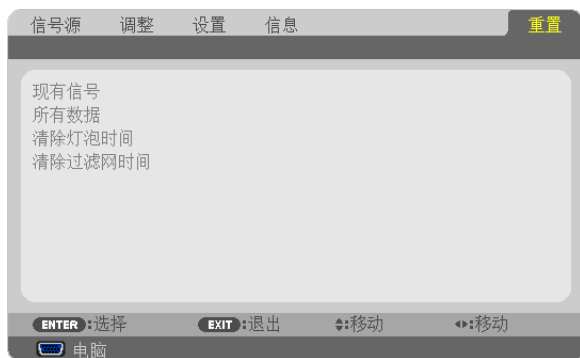 信号源 调整 设置 信息 重置
现有信号
所有数据
清除灯泡时间
清除过滤网时间
ENTER:选择 EXIT:退出 :移动 :移动
电脑